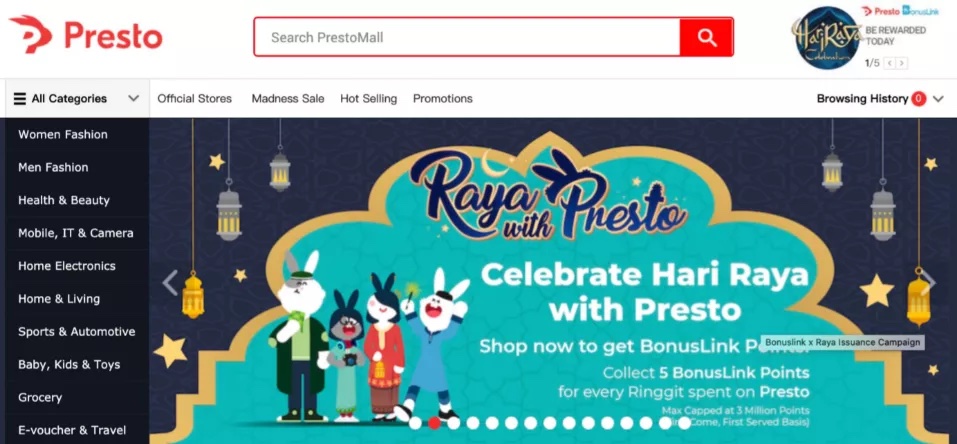 Presto
Search PrestoMall
Hari Raya
Celebration
Presto BonusLink
BE REWARDED
TODAY
1/5
All Categories
Official Stores
Madness Sale
Hot Selling
Promotions
Browsing History 0
Women Fashion
Men Fashion
Health & Beauty
Mobile, IT & Camera
Home Electronics
Home & Living
Sports & Automotive
Baby, Kids & Toys
Grocery
E-voucher & Travel
Raya
with Presto
Celebrate Hari Raya
with Presto
Shop now to get BonusLink
Bonuslink x Raya Issuance Campaign
Collect 5 BonusLink Points
for every Ringgit spent on Presto
Max Capped at 3 Million Points
Come, First Served Basis)